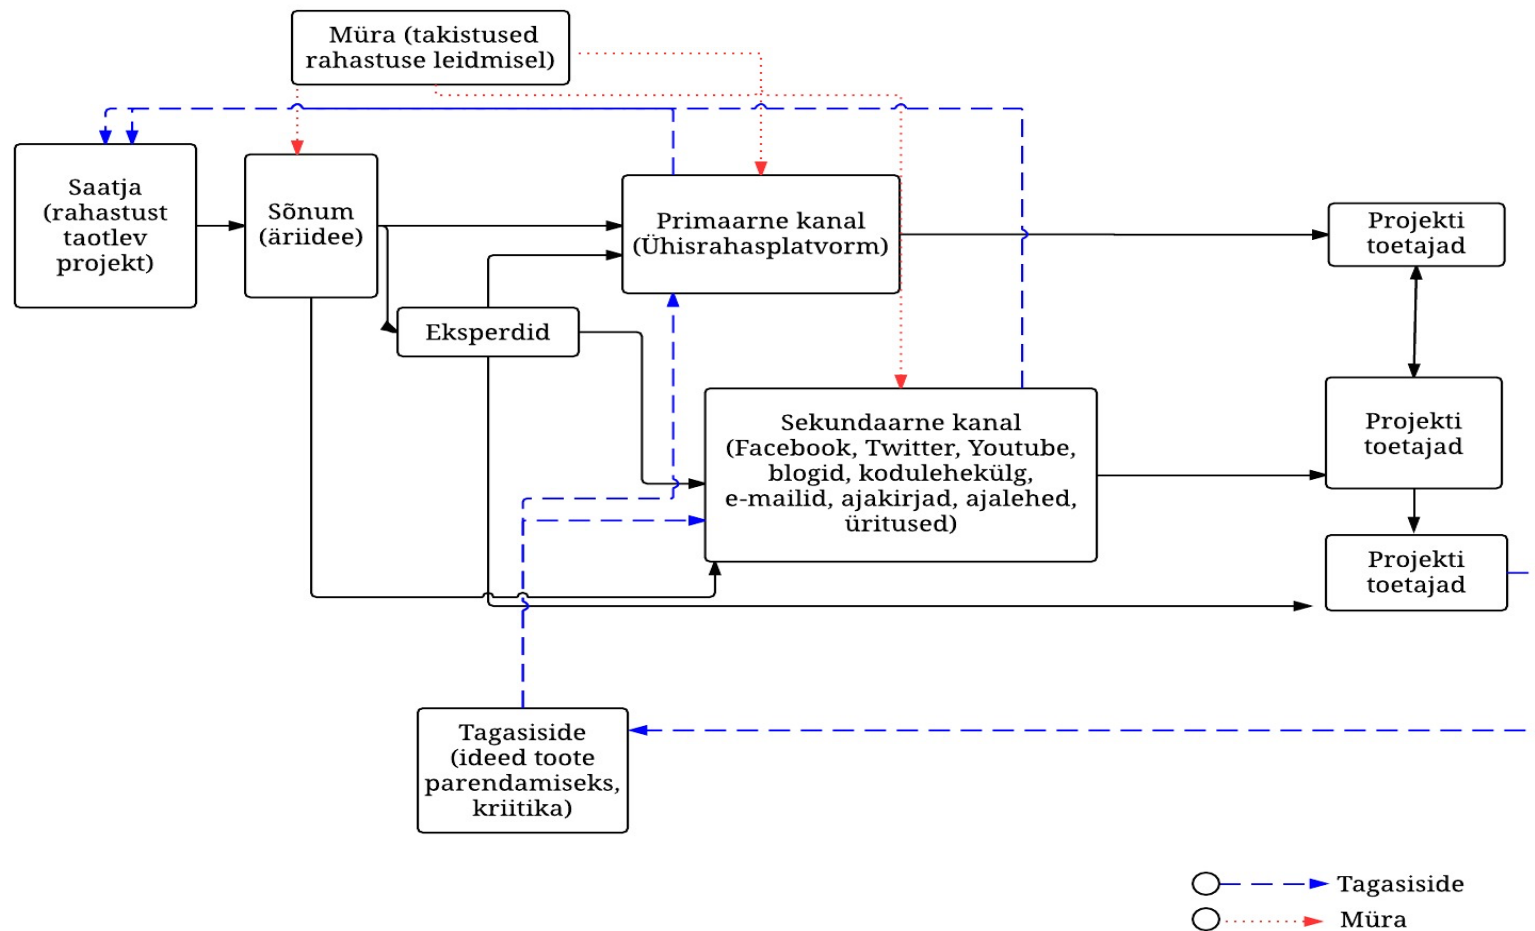 Müra (takistused
rahastuse leidmisel)
Saatja
(rahastust
taotlev
projekt)
Sõnum
(äriidee)
Primaarne kanal
(Ühisrahasplatvorm)
Projekti
toetajad
Eksperdid
Sekundaarne kanal
(Facebook, Twitter, Youtube,
blogid, kodulehekülg,
e-mailid, ajakirjad, ajalehed,
üritused)
Projekti
toetajad
Projekti
toetajad
Tagasiside
(ideed toote
parendamiseks,
kriitika)
Tagasiside
Müra